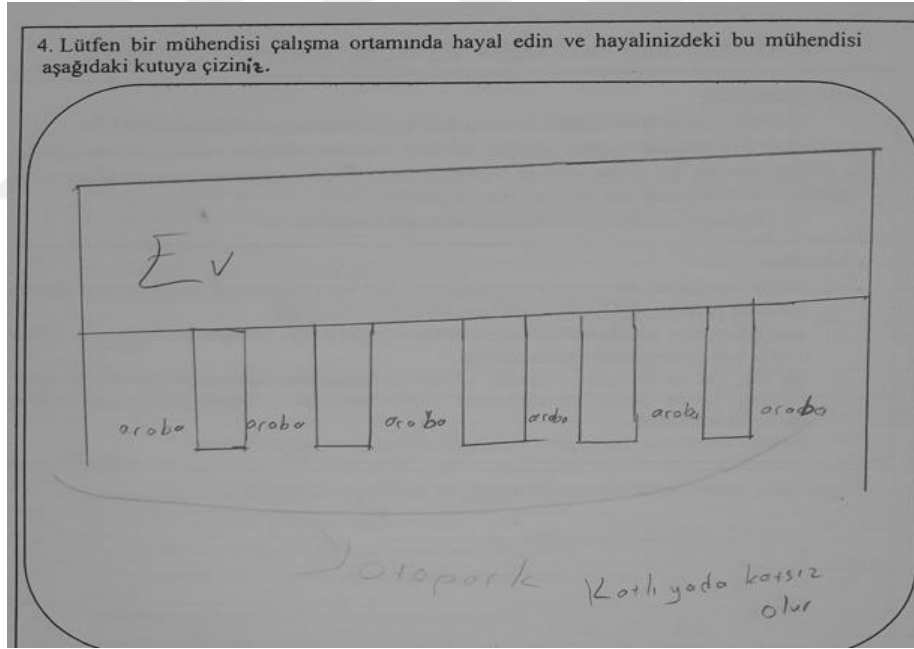 4. Lütfen bir mühendisi çalışma ortamında hayal edin ve hayalinizdeki bu mühendisi
aşağıdaki kutuya çiziniz.
Ev
araba araba araba araba araba araba
otopark
Katlı yada katsız
olur